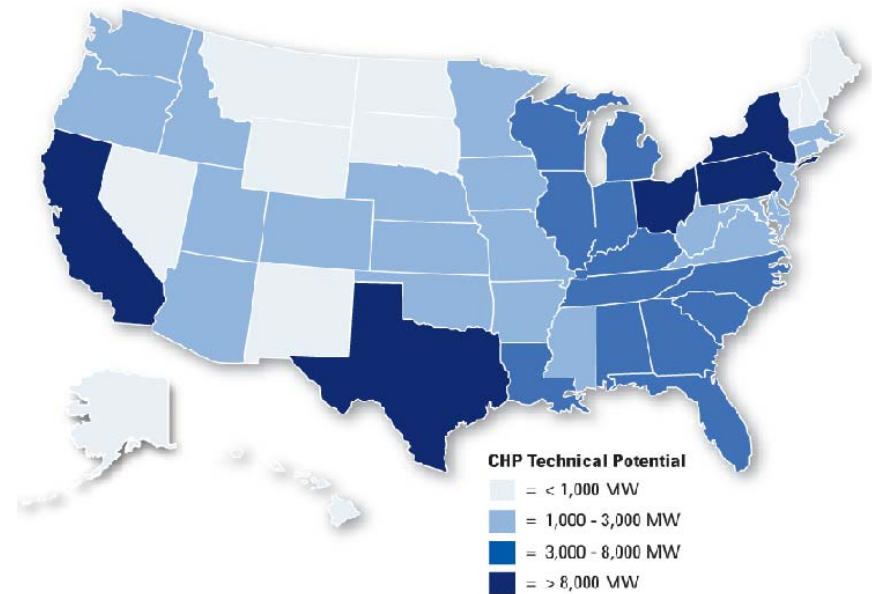 CHP Technical Potential
= < 1,000 MW
= 1,000 - 3,000 MW
= 3,000 - 8,000 MW
= > 8,000 MW